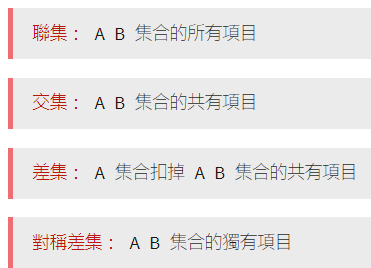 聯集： A B 集合的所有項目
交集： A B 集合的共有項目
差集： A 集合扣掉 A B 集合的共有項目
對稱差集： A B 集合的獨有項目